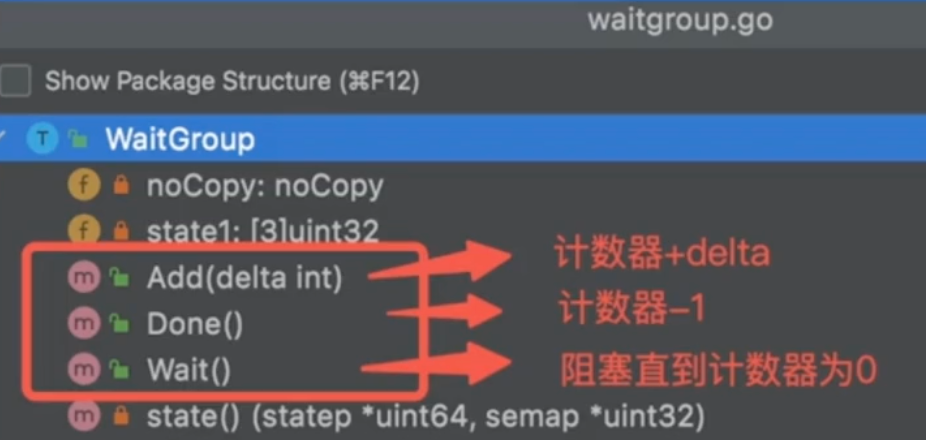 waitgroup.go
Show Package Structure (⌘F12)
T WaitGroup
f noCopy: noCopy
f state1: [3]uint32
m Add(delta int) 计数器+delta
m Done() 计数器-1
m Wait() 阻塞直到计数器为0
m state() (statep *uint64, semap *uint32)